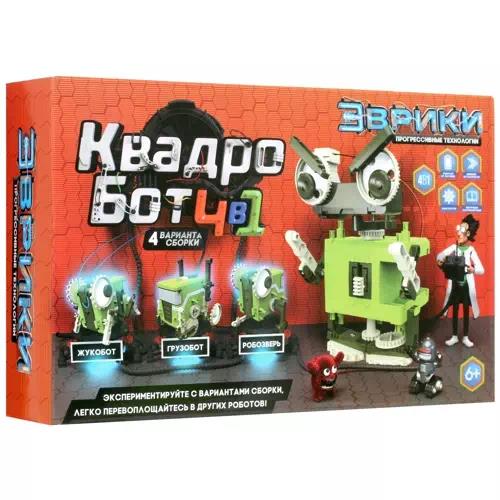 ЭВРИКИ
ПРОГРЕССИВНЫЕ ТЕХНОЛОГИИ
ЭВРИКИ
ПРОГРЕССИВНЫЕ ТЕХНОЛОГИИ
КВАДРО
БОТ 4В1
4 ВАРИАНТА
СБОРКИ
4В1
ЖУКОБОТ
ГРУЗОБОТ
РОБОЗВЕРЬ
ЭКСПЕРИМЕНТИРУЙТЕ С ВАРИАНТАМИ СБОРКИ,
ЛЕГКО ПЕРЕВОПЛОЩАЙТЕСЬ В ДРУГИХ РОБОТОВ!
6+